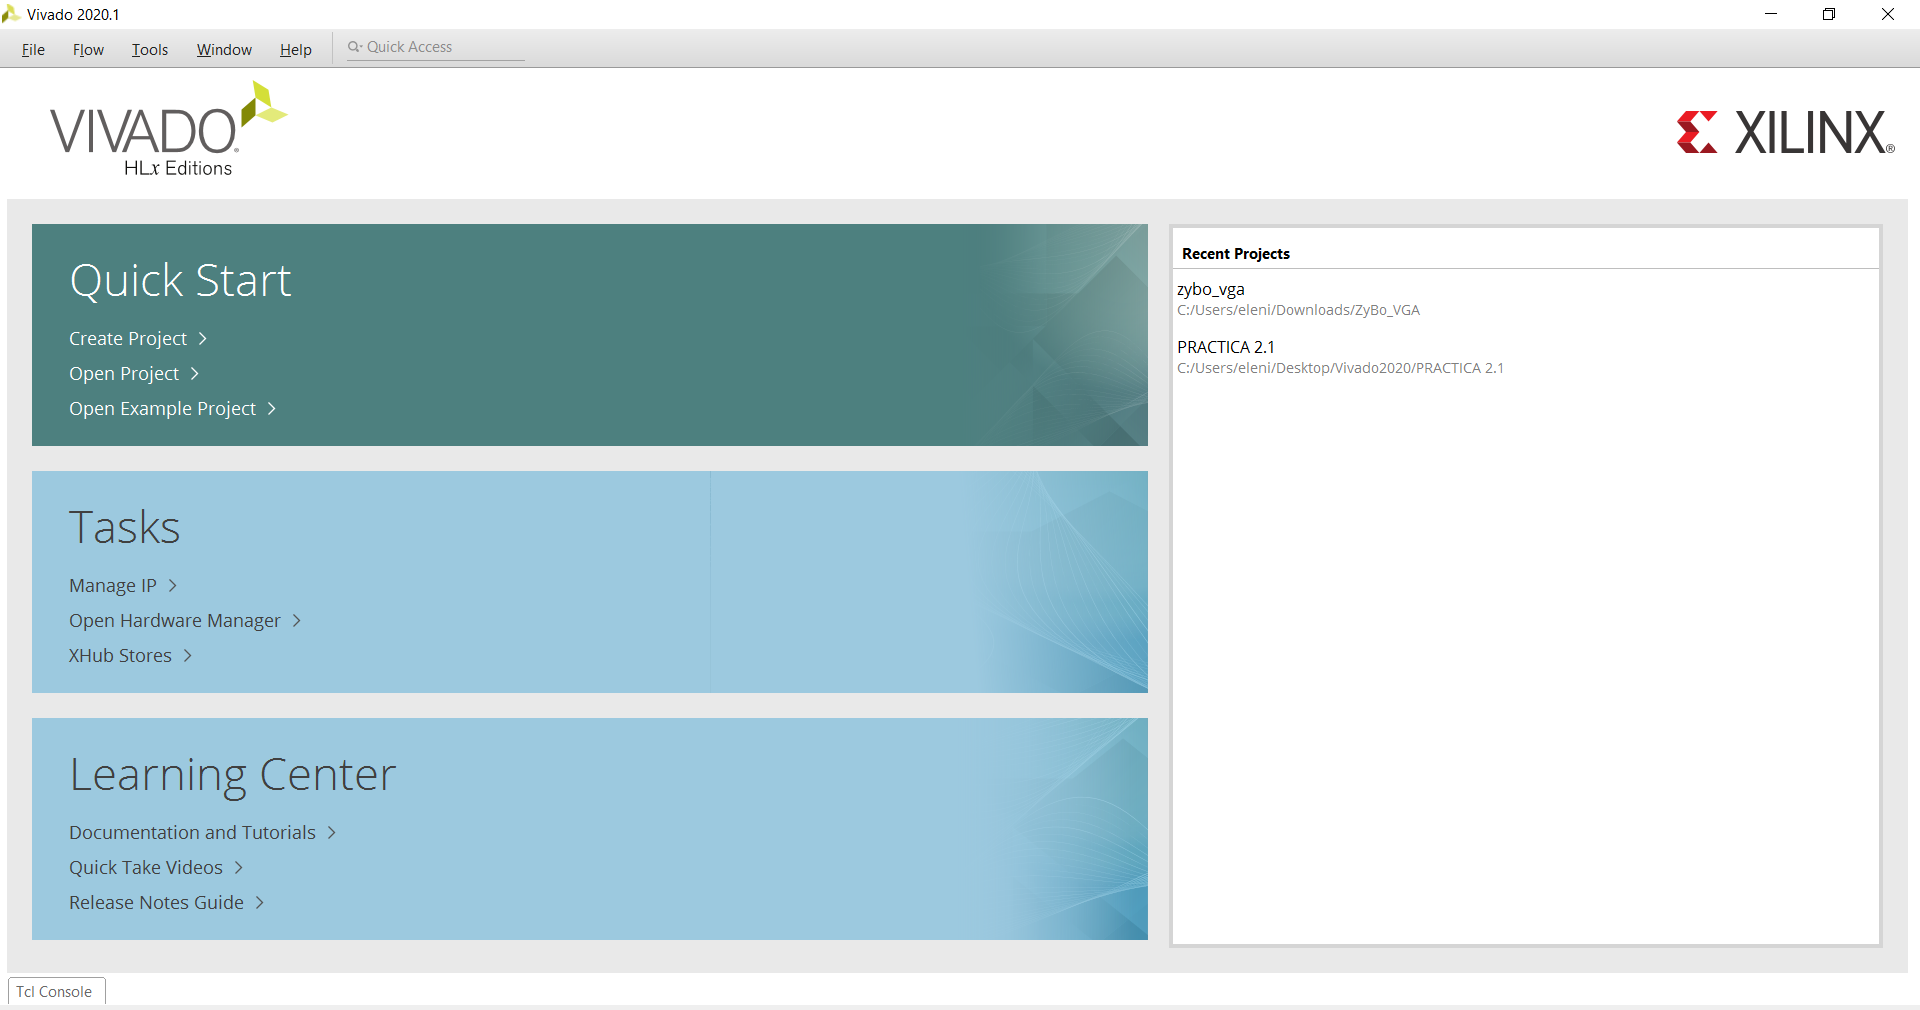 Vivado 2020.1
File Flow Tools Window Help Quick Access
VIVADO®
HLx Editions
XILINX®
Quick Start
Create Project >
Open Project >
Open Example Project >
Tasks
Manage IP >
Open Hardware Manager >
XHub Stores >
Learning Center
Documentation and Tutorials >
Quick Take Videos >
Release Notes Guide >
Recent Projects
zybo_vga
C:/Users/eleni/Downloads/ZyBo_VGA
PRACTICA 2.1
C:/Users/eleni/Desktop/Vivado2020/PRACTICA 2.1
Tcl Console